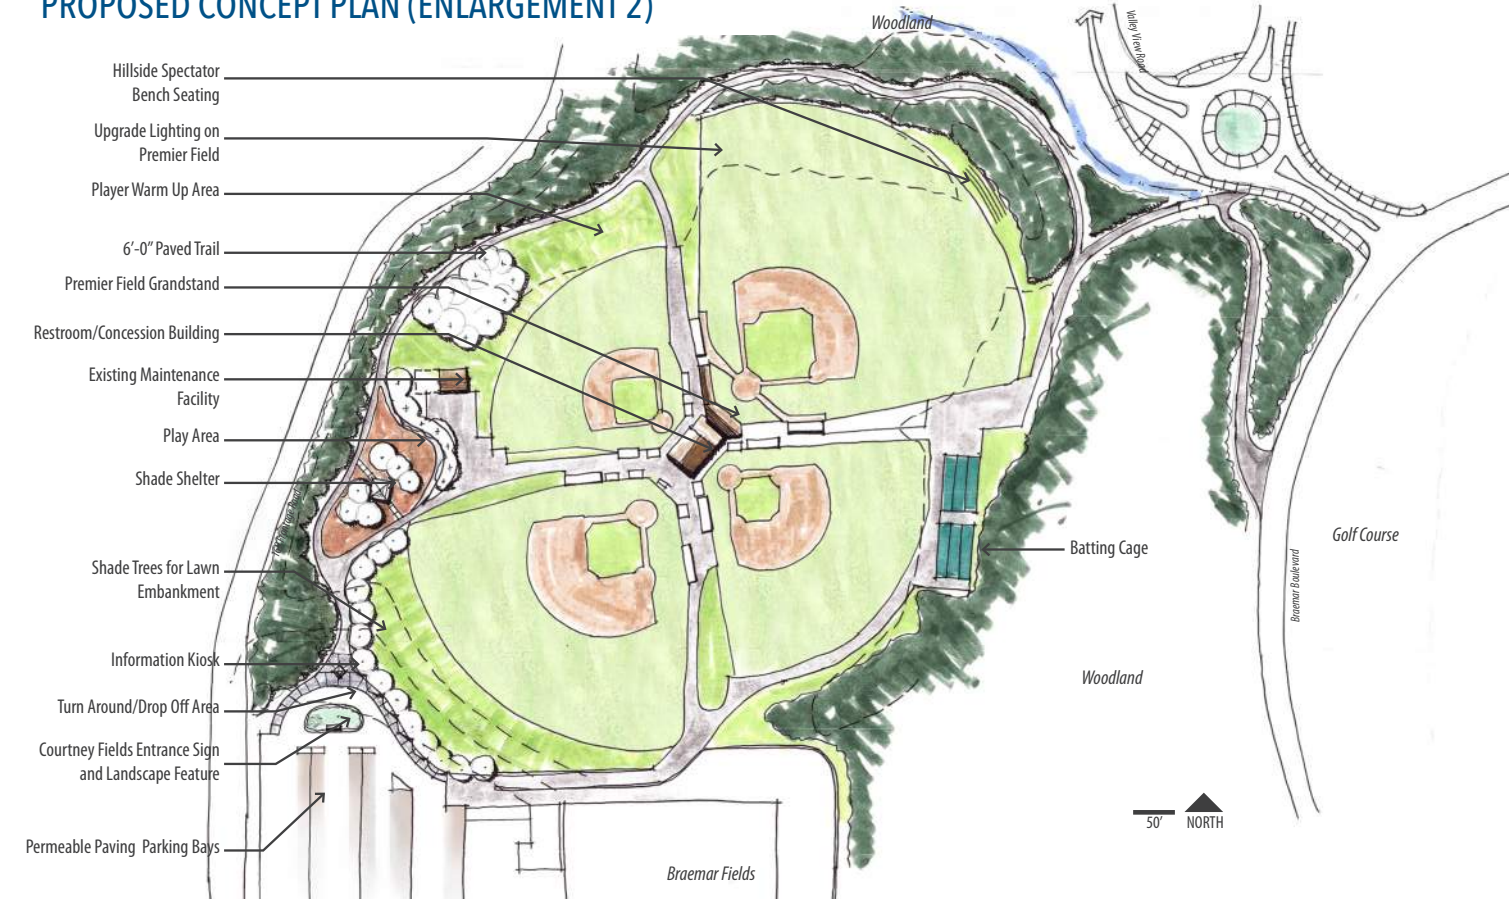 PROPOSED CONCEPT PLAN (ENLARGEMENT 2)
Woodland
Valley View Road
Hillside Spectator
Bench Seating
Upgrade Lighting on
Premier Field
Player Warm Up Area
6’-0” Paved Trail
Premier Field Grandstand
Restroom/Concession Building
Existing Maintenance
Facility
Play Area
Shade Shelter
Shade Trees for Lawn
Embankment
Information Kiosk
Turn Around/Drop Off Area
Courtney Fields Entrance Sign
and Landscape Feature
Permeable Paving Parking Bays
Batting Cage
Golf Course
Braemar Boulevard
Woodland
50’
NORTH
Braemar Fields